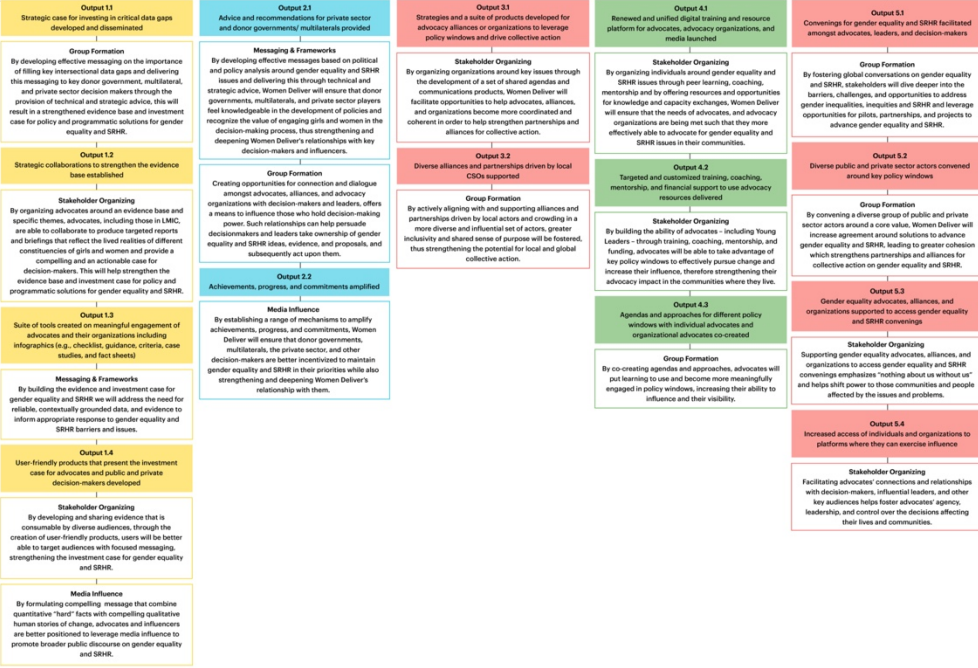 Output 1.1
Strategic case for investing in critical data gaps
developed and disseminated
Group Formation
By developing effective messaging on the importance
of filling key intersectional data gaps and delivering
this messaging to key donor government, multilateral,
and private sector decision makers through the
provision of technical and strategic advice, this will
result in a strengthened evidence base and investment
case for policy and programmatic solutions for gender
equality and SRHR.
Output 1.2
Strategic collaborations to strengthen the evidence
base established
Stakeholder Organizing
By organizing advocates around an evidence base and
specific themes, advocates, including those in LMIC,
are able to collaborate to produce targeted reports
and briefings that reflect the lived realities of different
constituencies of girls and women and provide a
compelling and an actionable case for
decision-makers. This will help strengthen the
evidence base and investment case for policy and
programmatic solutions for gender equality and SRHR.
Output 1.3
Suite of tools created on meaningful engagement of
advocates and their organizations including
infographics (e.g., checklist, guidance, criteria, case
studies, and fact sheets)
Messaging & Frameworks
By building the evidence and investment case for
gender equality and SRHR we will address the need for
reliable, contextually grounded data, and evidence to
inform appropriate response to gender equality and
SRHR barriers and issues.
Output 1.4
User-friendly products that present the investment
case for advocates and public and private
decision-makers developed
Stakeholder Organizing
By developing and sharing evidence that is
consumable by diverse audiences, through the
creation of user-friendly products, users will be better
able to target audiences with focused messaging,
strengthening the investment case for gender equality
and SRHR.
Media Influence
By formulating compelling message that combine
quantitative “hard” facts with compelling qualitative
human stories of change, advocates and influencers
are better positioned to leverage media influence to
promote broader public discourse on gender equality
and SRHR.
Output 2.1
Advice and recommendations for private sector
and donor governments/ multilaterals provided
Messaging & Frameworks
By developing effective messages based on political
and policy analysis around gender equality and SRHR
issues and delivering this through technical and
strategic advice, Women Deliver will ensure that donor
governments, multilaterals, and private sector players
feel knowledgeable in the development of policies and
recognize the value of engaging girls and women in
the decision-making process, thus strengthening and
deepening Women Deliver's relationships with key
decision-makers and influencers.
Group Formation
Creating opportunities for connection and dialogue
amongst advocates, alliances, and advocacy
organizations with decision-makers and leaders, offers
a means to influence those who hold decision-making
power. Such relationships can help persuade
decisionmakers and leaders take ownership of gender
equality and SRHR ideas, evidence, and proposals, and
subsequently act upon them.
Output 2.2
Achievements, progress, and commitments amplified
Media Influence
By establishing a range of mechanisms to amplify
achievements, progress, and commitments, Women
Deliver will ensure that donor governments,
multilaterals, the private sector, and other
decision-makers are better incentivized to maintain
gender equality and SRHR in their priorities while also
strengthening and deepening Women Deliver's
relationship with them.
Output 3.1
Strategies and a suite of products developed for
advocacy alliances or organizations to leverage
policy windows and drive collective action
Stakeholder Organizing
By organizing organizations around key issues through
the development of a set of shared agendas and
communications products, Women Deliver will
facilitate opportunities to help advocates, alliances,
and organizations become more coordinated and
coherent in order to help strengthen partnerships and
alliances for collective action.
Output 3.2
Diverse alliances and partnerships driven by local
CSOs supported
Group Formation
By actively aligning with and supporting alliances and
partnerships driven by local actors and crowding in a
more diverse and influential set of actors, greater
inclusivity and shared sense of purpose will be fostered,
thus strengthening the potential for local and global
collective action.
Output 4.1
Renewed and unified digital training and resource
platform for advocates, advocacy organizations, and
media launched
Stakeholder Organizing
By organizing individuals around gender equality and
SRHR issues through peer learning, coaching,
mentorship and by offering resources and opportunities
for knowledge and capacity exchanges, Women Deliver
will ensure that the needs of advocates, and advocacy
organizations are being met such that they more
effectively able to advocate for gender equality and
SRHR issues in their communities.
Output 4.2
Targeted and customized training, coaching,
mentorship, and financial support to use advocacy
resources delivered
Stakeholder Organizing
By building the ability of advocates – including Young
Leaders – through training, coaching, mentorship, and
funding, advocates will be able to take advantage of
key policy windows to effectively pursue change and
increase their influence, therefore strengthening their
advocacy impact in the communities where they live.
Output 4.3
Agendas and approaches for different policy
windows with individual advocates and
organizational advocates co-created
Group Formation
By co-creating agendas and approaches, advocates will
put learning to use and become more meaningfully
engaged in policy windows, increasing their ability to
influence and their visibility.
Output 5.1
Convenings for gender equality and SRHR facilitated
amongst advocates, leaders, and decision-makers
Group Formation
By fostering global conversations on gender equality
and SRHR, stakeholders will dive deeper into the
barriers, challenges, and opportunities to address
gender inequalities, inequities and SRHR and leverage
opportunities for pilots, partnerships, and projects to
advance gender equality and SRHR.
Output 5.2
Diverse public and private sector actors convened
around key policy windows
Group Formation
By convening a diverse group of public and private
sector actors around a core value, Women Deliver will
increase agreement around solutions to advance
gender equality and SRHR, leading to greater cohesion
which strengthens partnerships and alliances for
collective action on gender equality and SRHR.
Output 5.3
Gender equality advocates, alliances, and
organizations supported to access gender equality
and SRHR convenings
Stakeholder Organizing
Supporting gender equality advocates, alliances, and
organizations to access gender equality and SRHR
convenings emphasizes “nothing about us without us”
and helps shift power to those communities and people
affected by the issues and problems.
Output 5.4
Increased access of individuals and organizations to
platforms where they can exercise influence
Stakeholder Organizing
Facilitating advocates' connections and relationships
with decision-makers, influential leaders, and other
key audiences helps foster advocates' agency,
leadership, and control over the decisions affecting
their lives and communities.